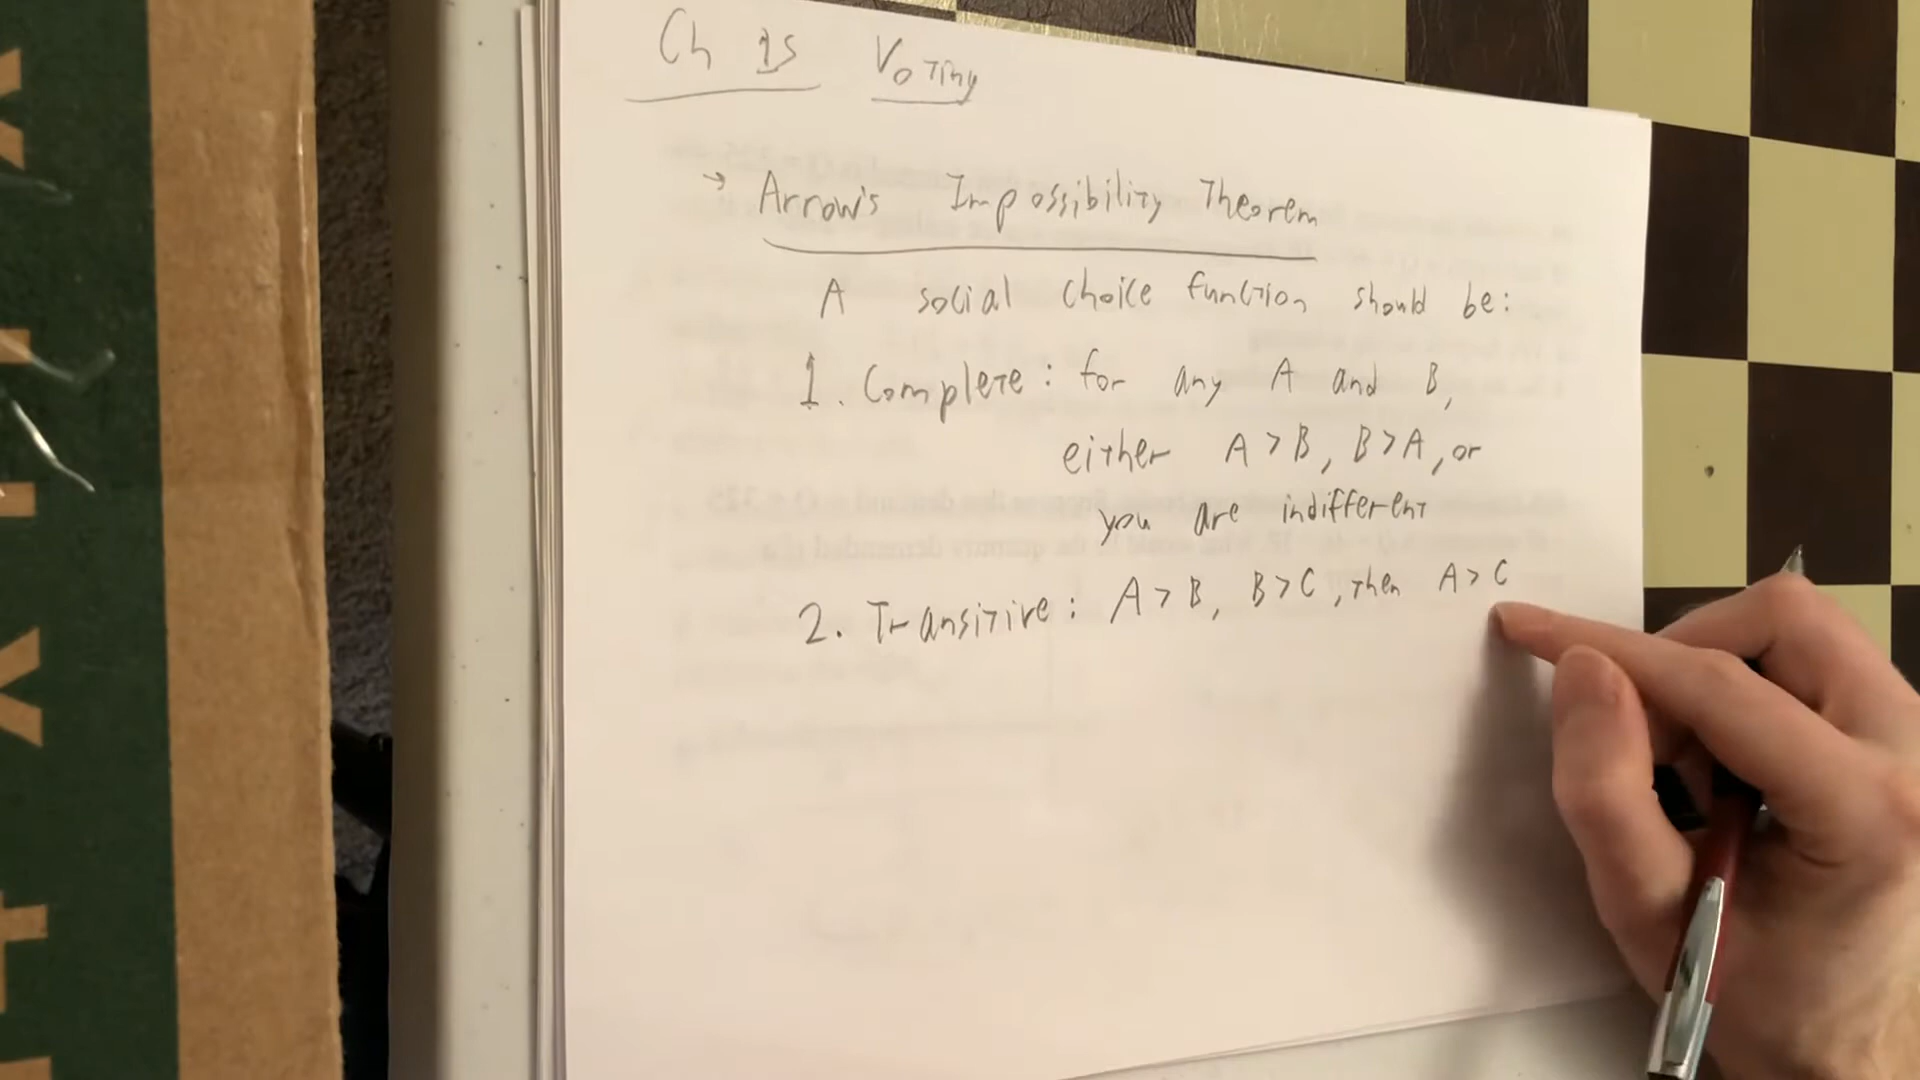 Ch 15 Voting
→ Arrow's Impossibility Theorem
A social choice function should be:
1. Complete: for any A and B,
either A > B, B > A, or
you are indifferent
2. Transitive: A > B, B > C, then A > C